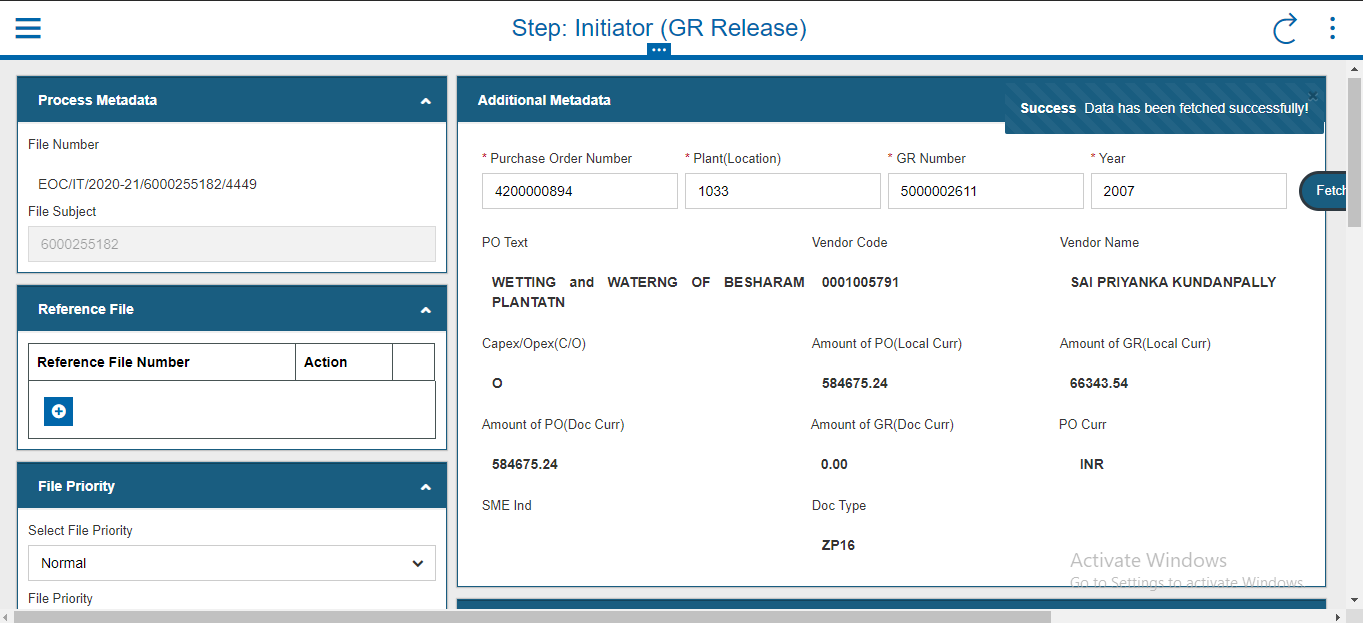 Step: Initiator (GR Release)
Process Metadata
File Number
EOC/IT/2020-21/6000255182/4449
File Subject
6000255182
Reference File
Reference File Number Action
File Priority
Select File Priority
Normal
File Priority
Additional Metadata
Success Data has been fetched successfully!
* Purchase Order Number * Plant(Location) * GR Number * Year
4200000894 1033 5000002611 2007 Fetch
PO Text Vendor Code Vendor Name
WETTING and WATERNG OF BESHARAM 0001005791 SAI PRIYANKA KUNDANPALLY
PLANTATN
Capex/Opex(C/O) Amount of PO(Local Curr) Amount of GR(Local Curr)
O 584675.24 66343.54
Amount of PO(Doc Curr) Amount of GR(Doc Curr) PO Curr
584675.24 0.00 INR
SME Ind Doc Type
ZP16
Activate Windows
Go to Settings to activate Windows.